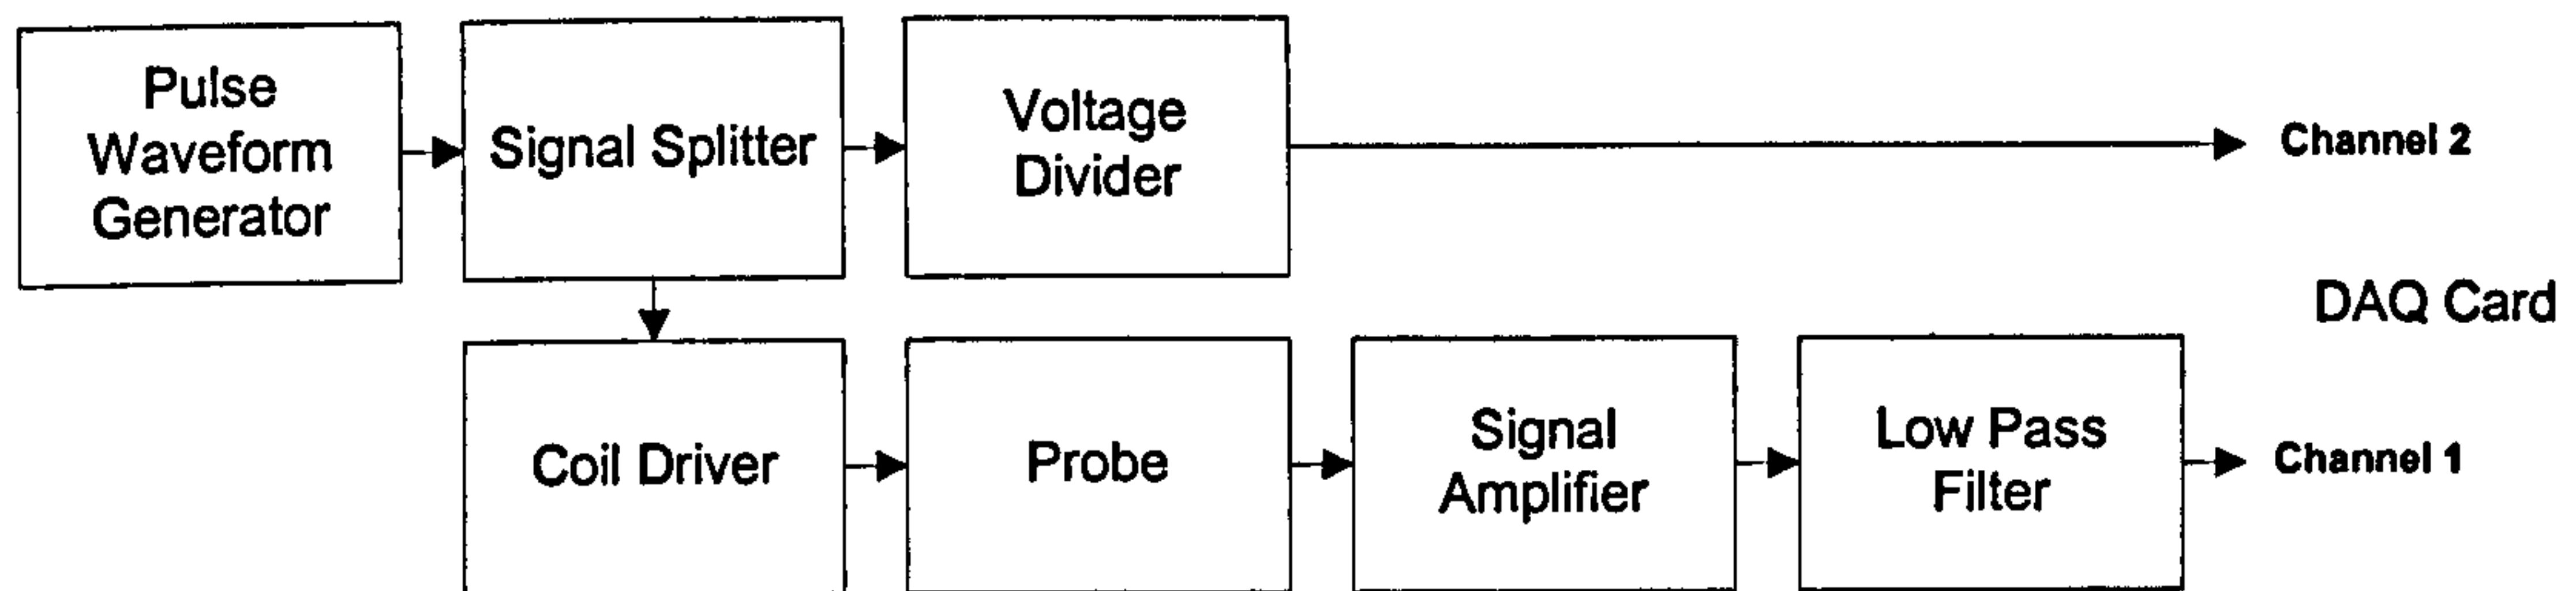 Pulse
Waveform
Generator
Signal Splitter
Voltage
Divider
Channel 2
DAQ Card
Coil Driver
Probe
Signal
Amplifier
Low Pass
Filter
Channel 1